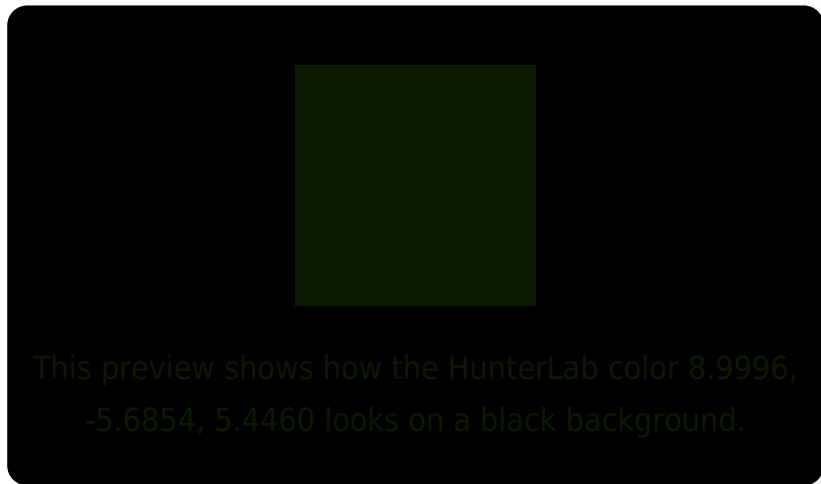 This preview shows how the HunterLab color 8.9996,
-5.6854, 5.4460 looks on a black background.